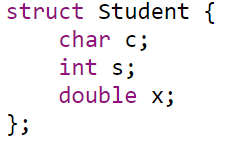 struct Student {
    char c;
    int s;
    double x;
};